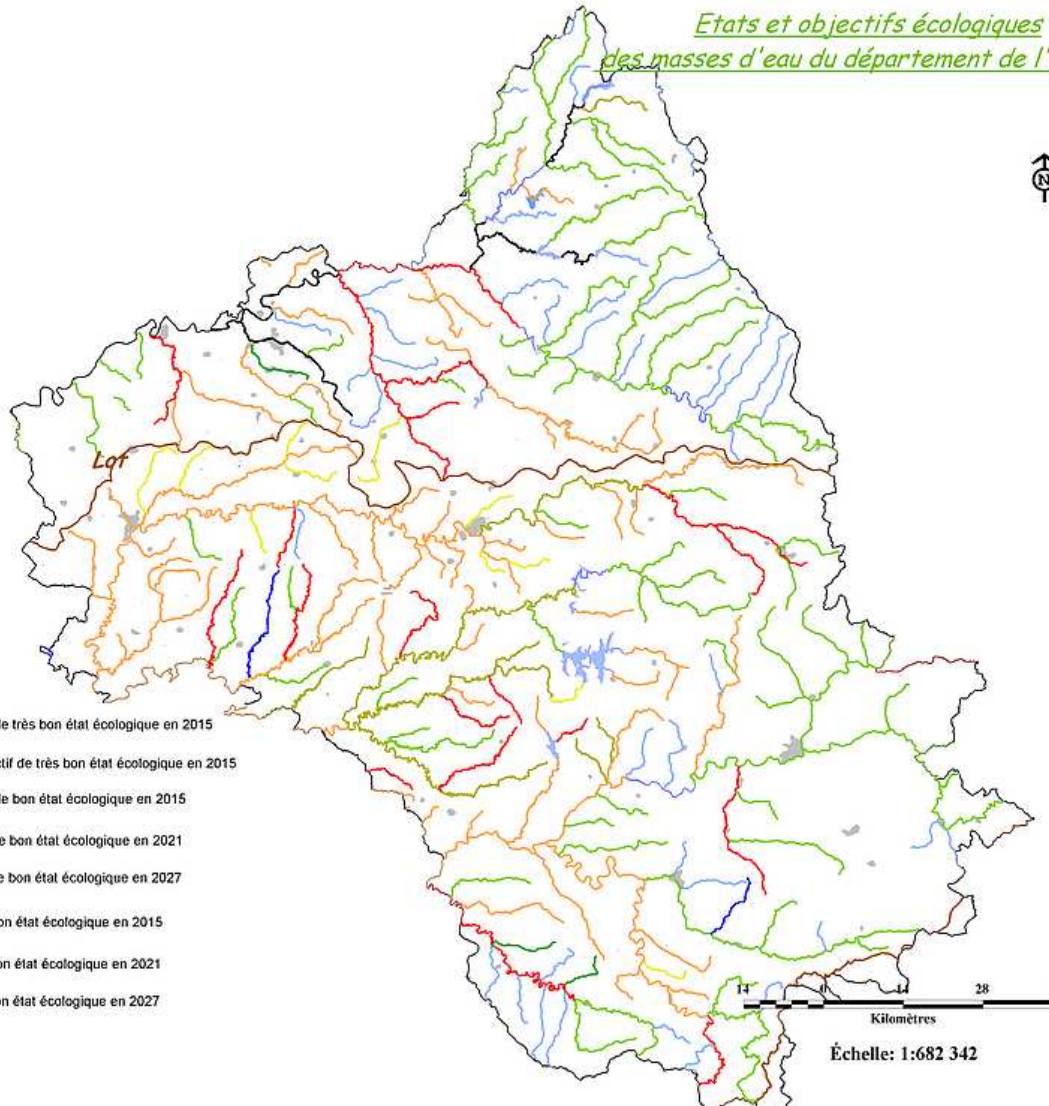 Etats et objectifs écologiques
des masses d'eau du département de l'
N
Lot
de très bon état écologique en 2015
ctif de très bon état écologique en 2015
de bon état écologique en 2015
e bon état écologique en 2021
e bon état écologique en 2027
bon état écologique en 2015
on état écologique en 2021
on état écologique en 2027
14 0 14 28
Kilomètres
Échelle: 1:682 342